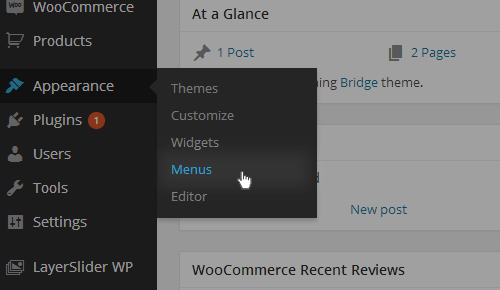 WooCommerce
Products
Appearance
Plugins 1
Users
Tools
Settings
LayerSlider WP
Themes
Customize
Widgets
Menus
Editor
At a Glance
1 Post
2 Pages
Bridge theme.
New post
WooCommerce Recent Reviews